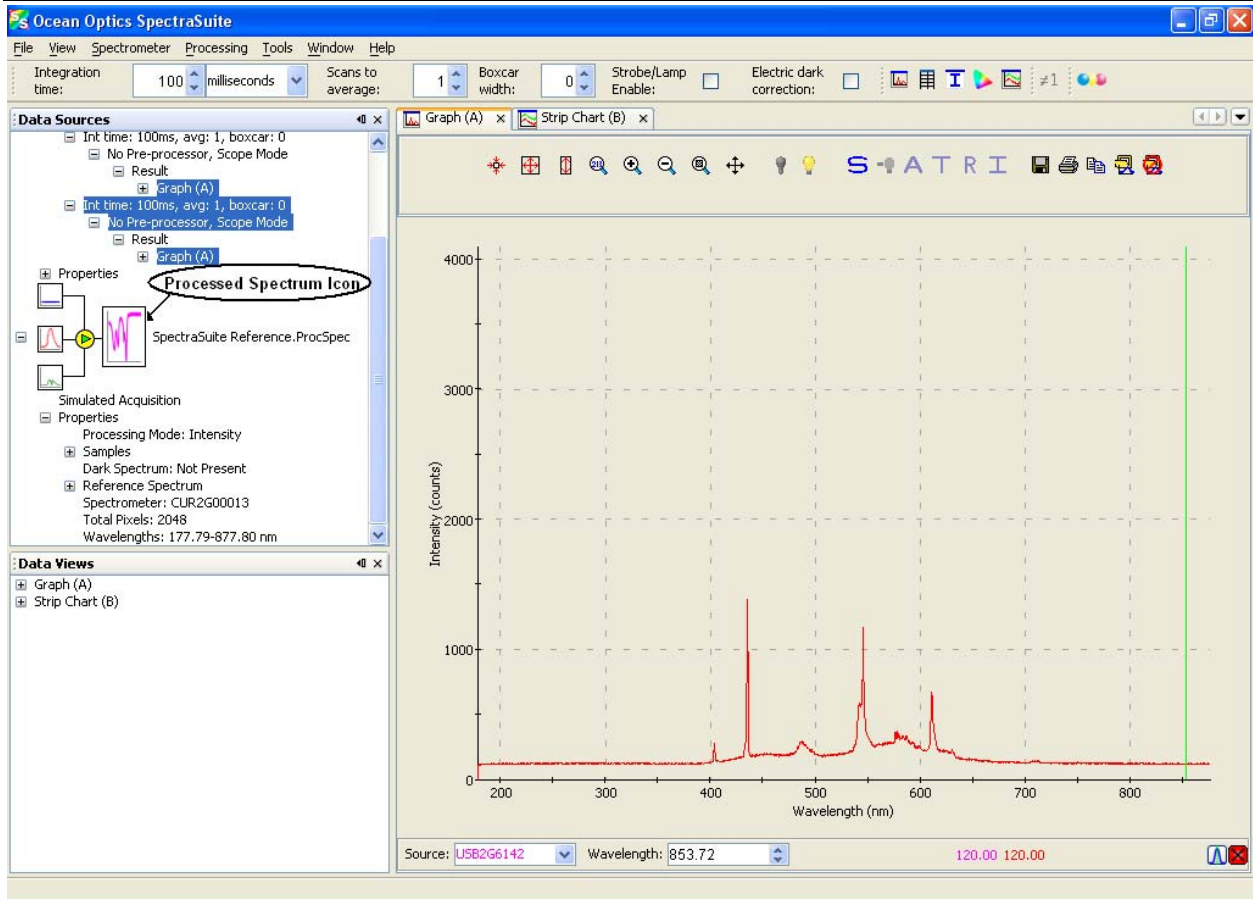 Ocean Optics SpectraSuite
File View Spectrometer Processing Tools Window Help
Integration time: 100 milliseconds Scans to average: 1 Boxcar width: 0 Strobe/Lamp Enable: Electric dark correction: ≠1
Data Sources
Int time: 100ms, avg: 1, boxcar: 0
No Pre-processor, Scope Mode
Result
Graph (A)
Int time: 100ms, avg: 1, boxcar: 0
No Pre-processor, Scope Mode
Result
Graph (A)
Properties
Processed Spectrum Icon
SpectraSuite Reference.ProcSpec
Simulated Acquisition
Properties
Processing Mode: Intensity
Samples
Dark Spectrum: Not Present
Reference Spectrum
Spectrometer: CUR2G00013
Total Pixels: 2048
Wavelengths: 177.79-877.80 nm
Data Views
Graph (A)
Strip Chart (B)
Graph (A) Strip Chart (B)
S A T R I
4000
3000
2000
1000
0
Intensity (counts)
200 300 400 500 600 700 800
Wavelength (nm)
Source: USB2G6142 Wavelength: 853.72 120.00 120.00